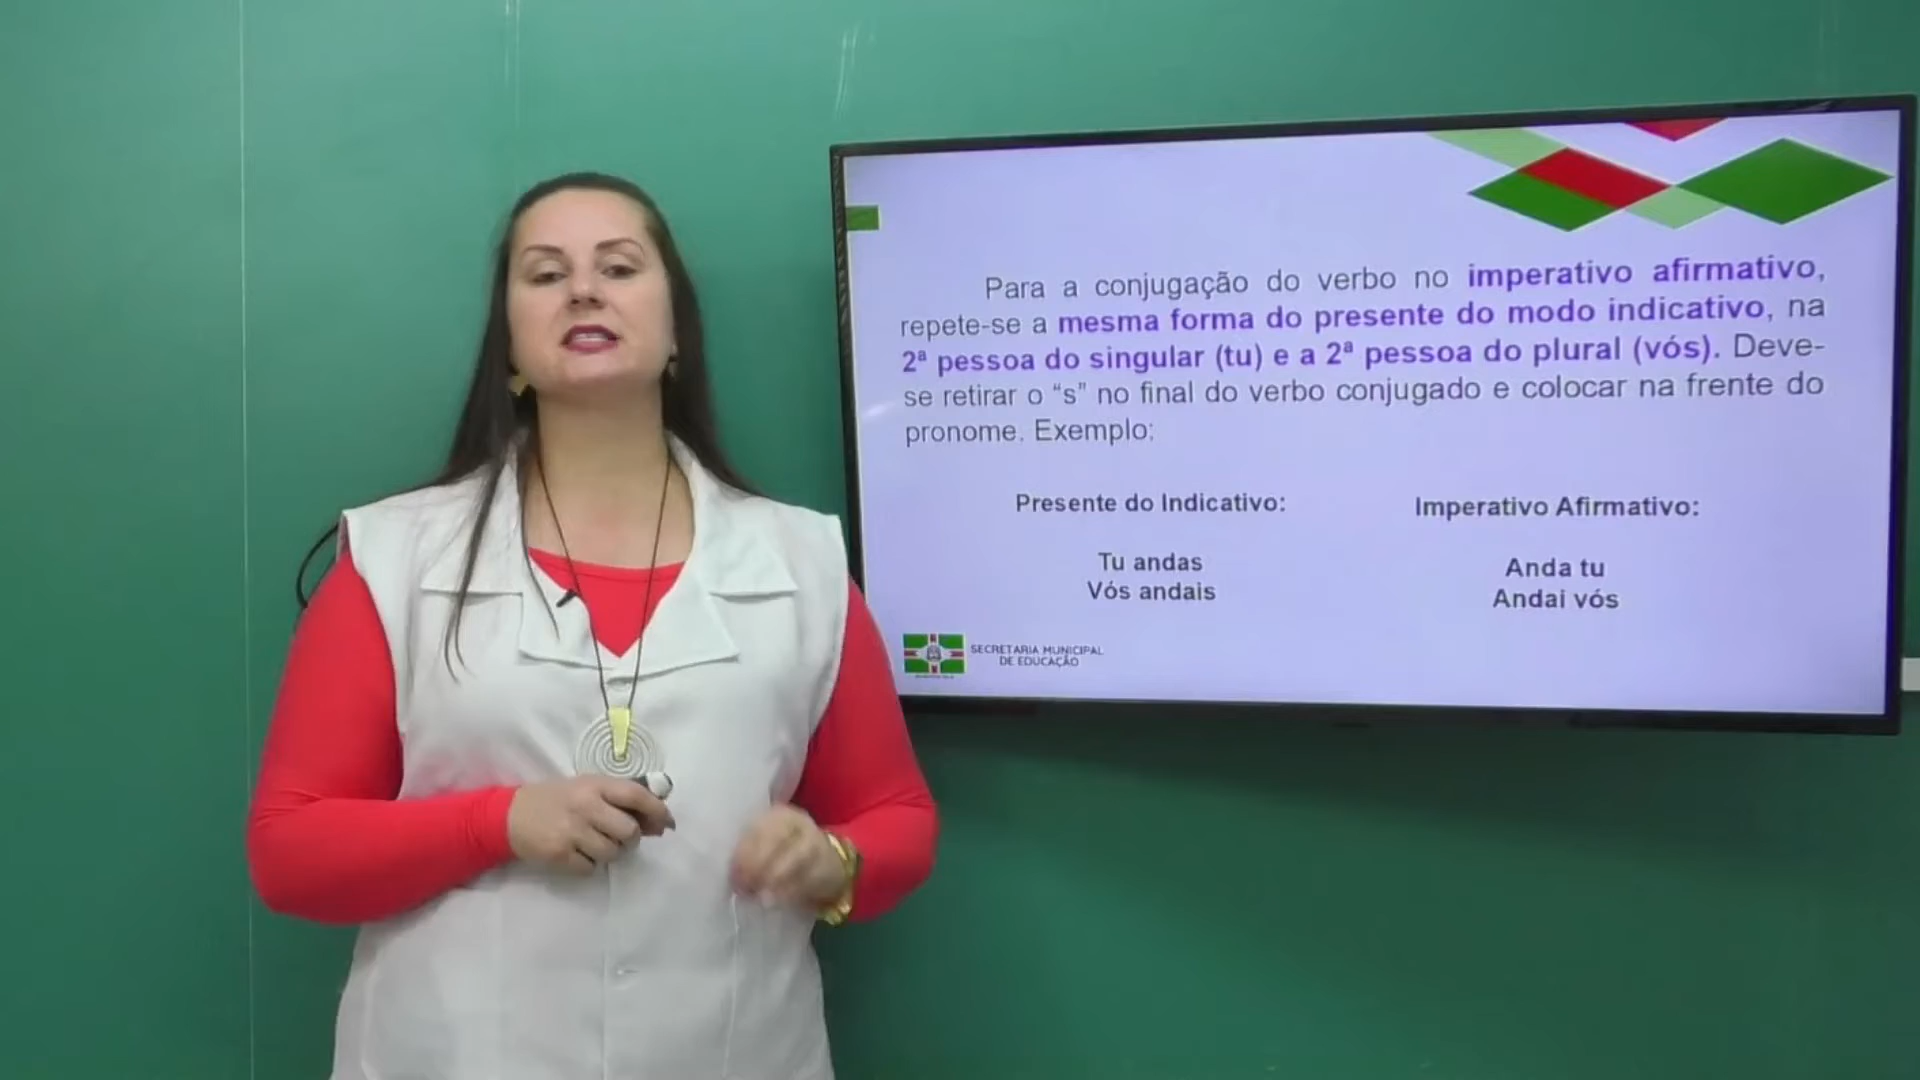 Para a conjugação do verbo no imperativo afirmativo,
repete-se a mesma forma do presente do modo indicativo, na
2ª pessoa do singular (tu) e a 2ª pessoa do plural (vós). Deve-
se retirar o “s” no final do verbo conjugado e colocar na frente do
pronome. Exemplo:
Presente do Indicativo:
Tu andas
Vós andais
Imperativo Afirmativo:
Anda tu
Andai vós
SECRETARIA MUNICIPAL
DE EDUCAÇÃO